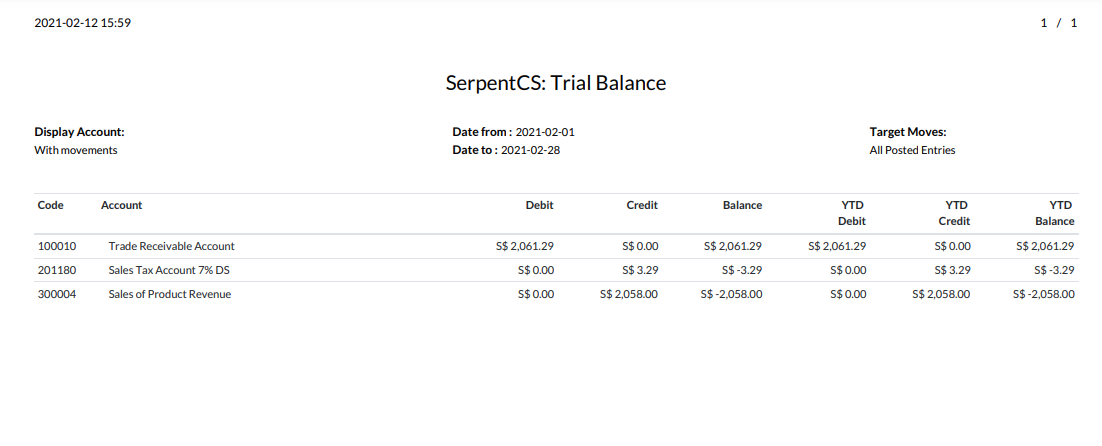 2021-02-12 15:59 1 / 1
SerpentCS: Trial Balance
Display Account: Date from : 2021-02-01 Target Moves:
With movements Date to : 2021-02-28 All Posted Entries
Code Account Debit Credit Balance YTD Debit YTD Credit YTD Balance
100010 Trade Receivable Account S$ 2,061.29 S$ 0.00 S$ 2,061.29 S$ 2,061.29 S$ 0.00 S$ 2,061.29
201180 Sales Tax Account 7% DS S$ 0.00 S$ 3.29 S$ -3.29 S$ 0.00 S$ 3.29 S$ -3.29
300004 Sales of Product Revenue S$ 0.00 S$ 2,058.00 S$ -2,058.00 S$ 0.00 S$ 2,058.00 S$ -2,058.00